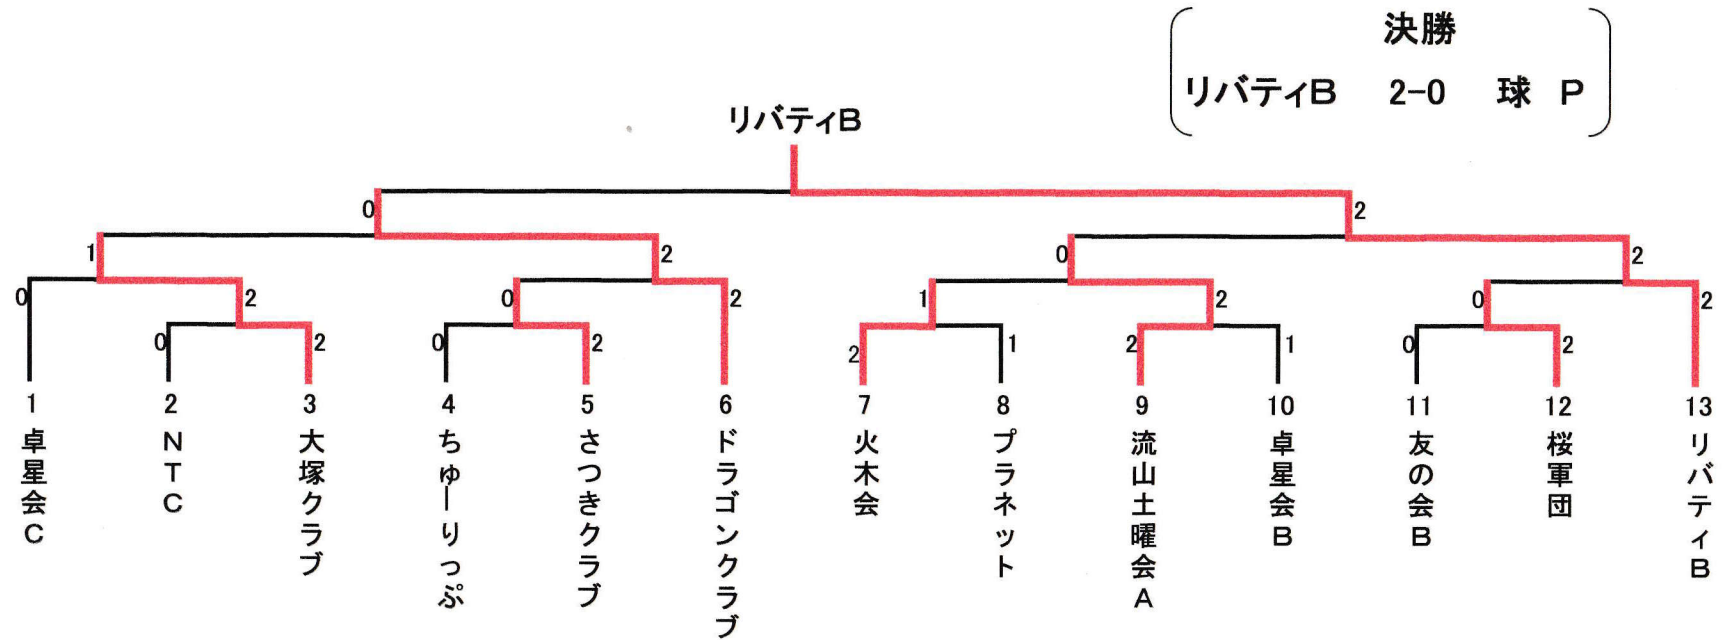 決勝
リバティB 2-0 球 P
リバティB
0 2
1 2 0 2
0 2 0 2 1 2 0 2
0 2 0 2 2 1 2 1 0 2
1 2 3 4 5 6 7 8 9 10 11 12 13
卓星会C
NTC
大塚クラブ
ちゅーりっぷ
さつきクラブ
ドラゴンクラブ
火木会
プラネット
流山土曜会A
卓星会B
友の会B
桜軍団
リバティB